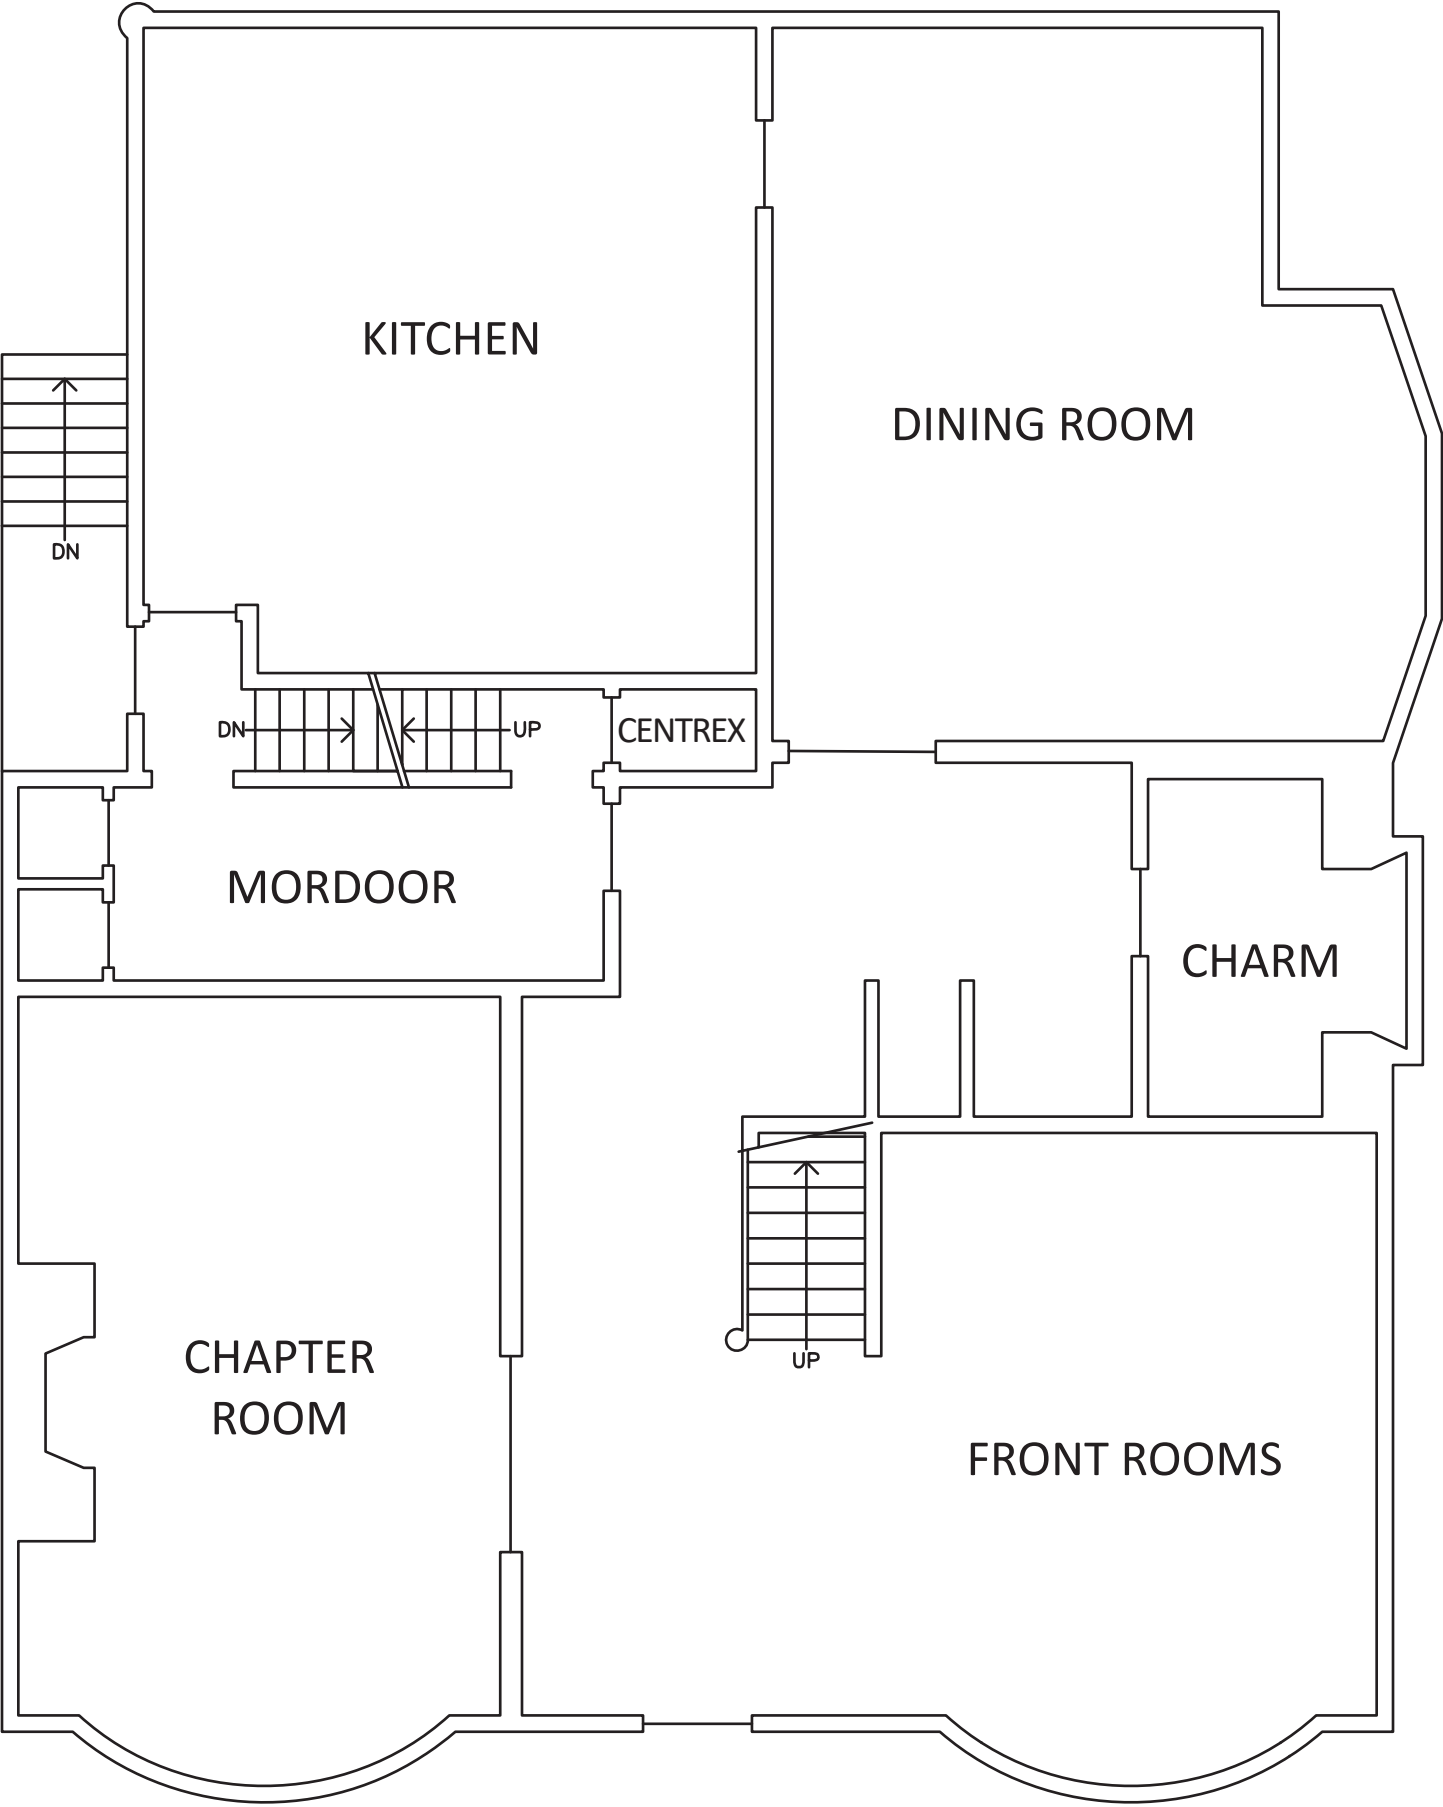 KITCHEN
DINING ROOM
DN
DN
UP
CENTREX
MORDOOR
CHARM
CHAPTER
ROOM
UP
FRONT ROOMS